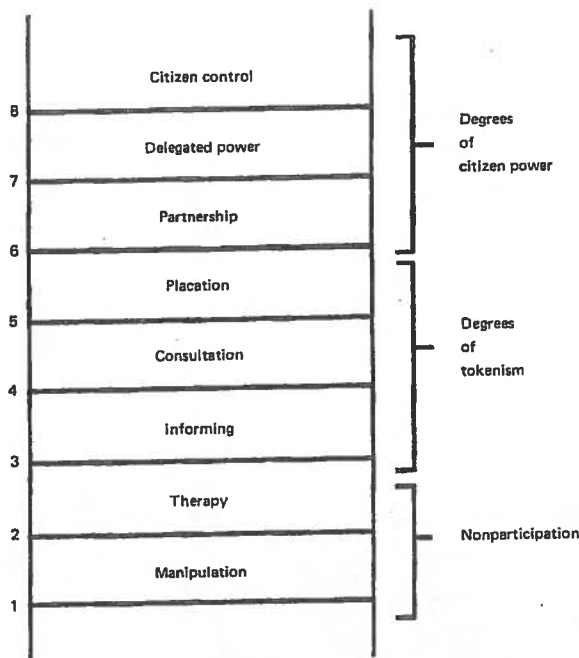 Citizen control
8
Delegated power
7
Partnership
6
Placation
5
Consultation
4
Informing
3
Therapy
2
Manipulation
1
Degrees
of
citizen power
Degrees
of
tokenism
Nonparticipation